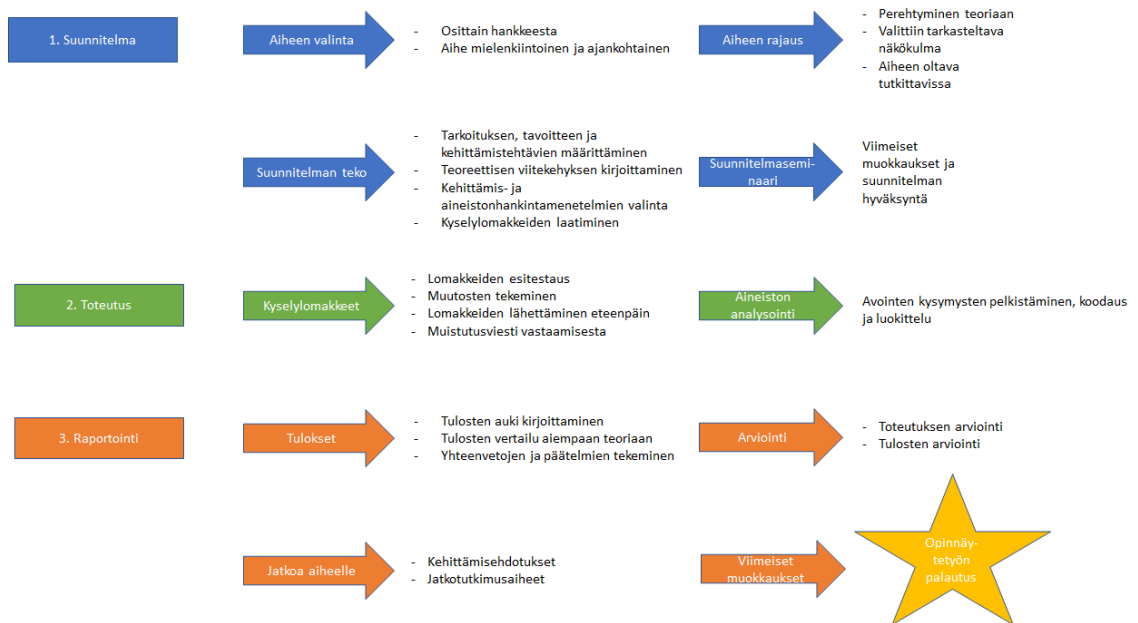 1. Suunnitelma
Aiheen valinta
- Osittain hankkeesta
- Aihe mielenkiintoinen ja ajankohtainen
Aiheen rajaus
- Perehtyminen teoriaan
- Valittiin tarkasteltava
näkökulma
- Aiheen oltava
tutkittavissa
Suunnitelman teko
- Tarkoituksen, tavoitteen ja
kehittämistehtävien määrittäminen
- Teoreettisen viitekehyksen kirjoittaminen
- Kehittämis- ja
aineistonhankintamenetelmien valinta
- Kyselylomakkeiden laatiminen
Suunnitelmasemi-
naari
Viimeiset
muokkaukset ja
suunnitelman
hyväksyntä
2. Toteutus
Kyselylomakkeet
- Lomakkeiden esitestaus
- Muutosten tekeminen
- Lomakkeiden lähettäminen eteenpäin
- Muistutusviesti vastaamisesta
Aineiston
analysointi
Avointen kysymysten pelkistäminen, koodaus
ja luokittelu
3. Raportointi
Tulokset
- Tulosten auki kirjoittaminen
- Tulosten vertailu aiempaan teoriaan
- Yhteenvetojen ja päätelmien tekeminen
Arviointi
- Toteutuksen arviointi
- Tulosten arviointi
Jatkoa aiheelle
- Kehittämisehdotukset
- Jatkotutkimusaiheet
Viimeiset
muokkaukset
Opinnäy-
tetyön
palautus